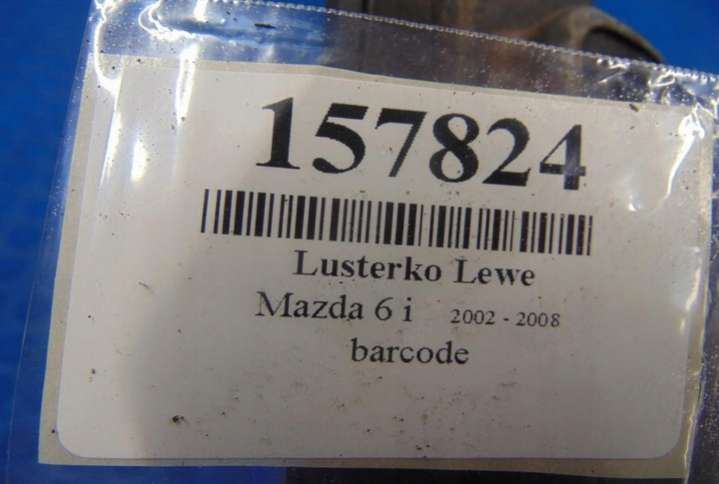 157824
Lusterko Lewe
Mazda 6 i 2002 - 2008
barcode